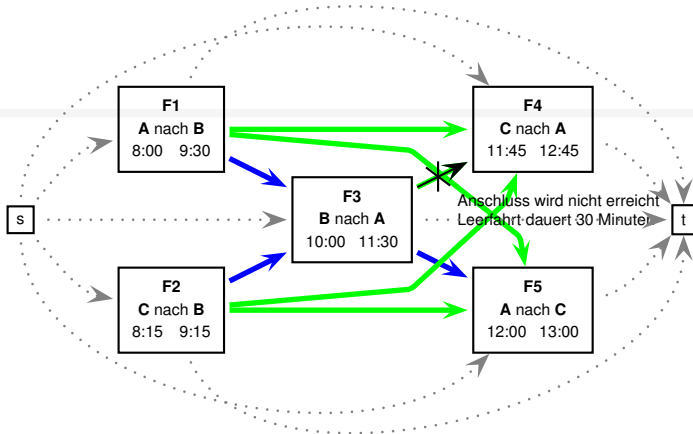 F1
A nach B
8:00 9:30
F4
C nach A
11:45 12:45
F3
B nach A
10:00 11:30
Anschluss wird nicht erreicht
Leerfahrt dauert 30 Minuten
s
t
F2
C nach B
8:15 9:15
F5
A nach C
12:00 13:00